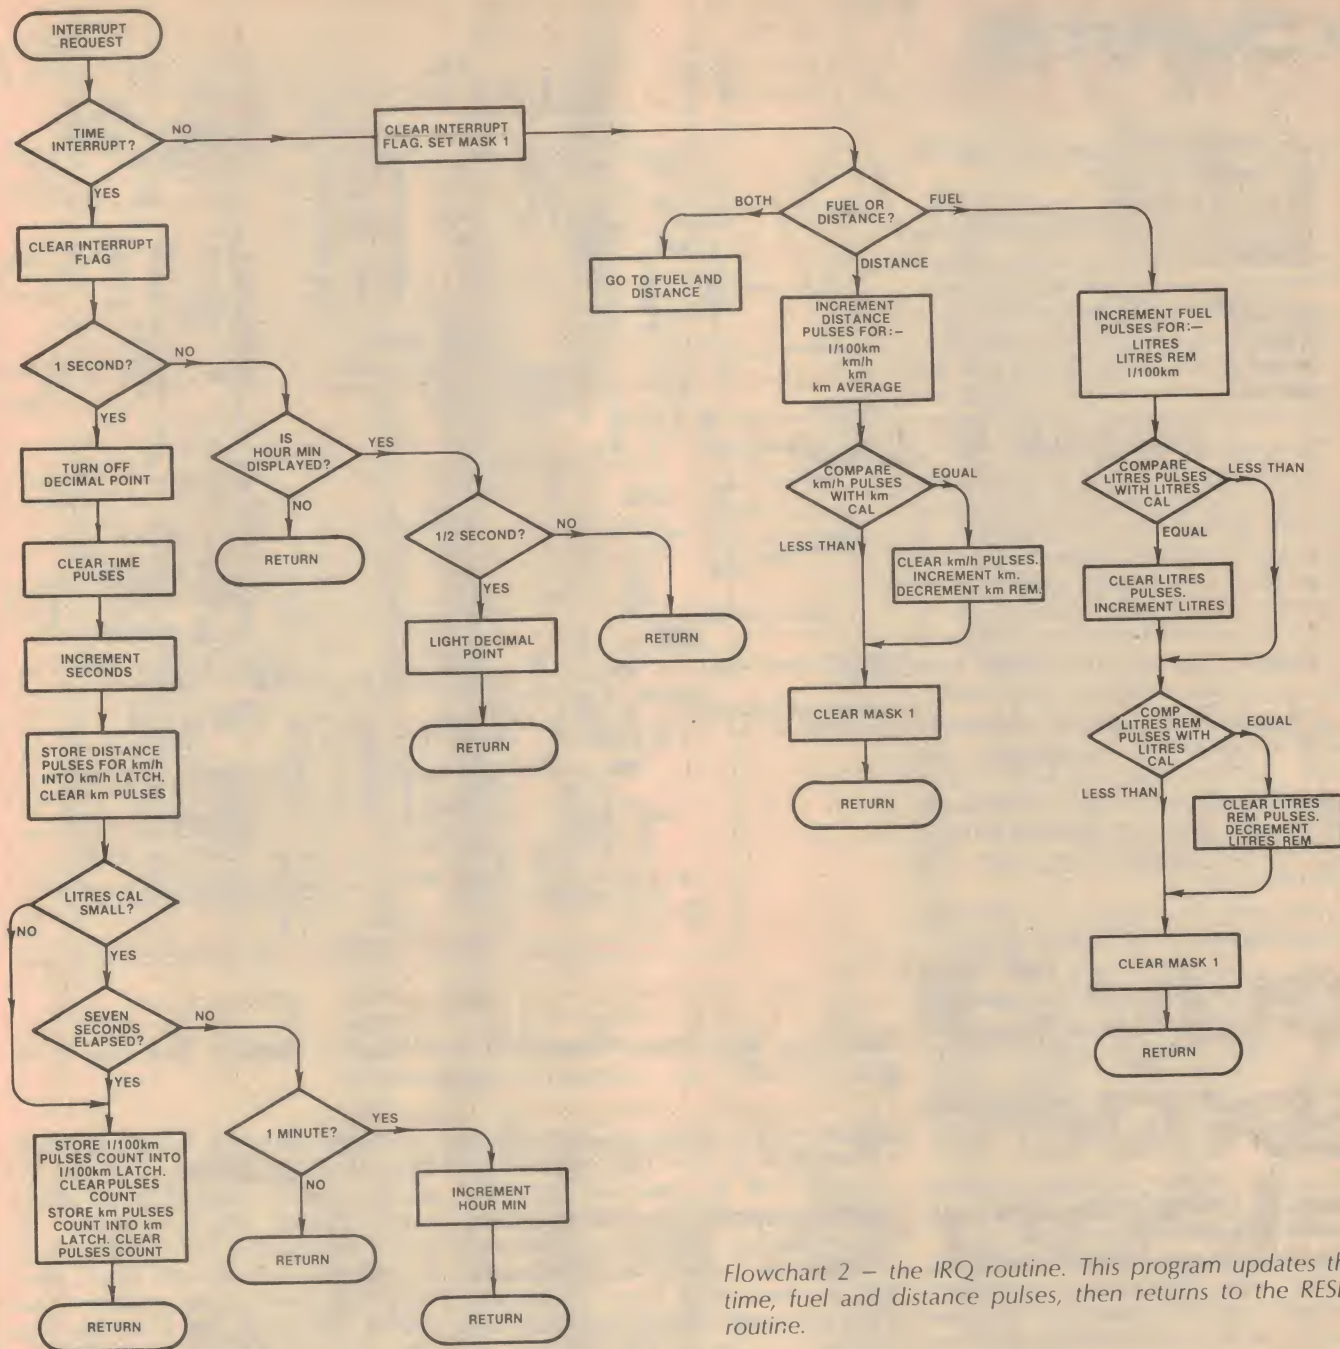 INTERRUPT
REQUEST
TIME
INTERRUPT?
NO
YES
CLEAR INTERRUPT
FLAG. SET MASK 1
CLEAR INTERRUPT
FLAG
FUEL OR
DISTANCE?
BOTH
FUEL
DISTANCE
GO TO FUEL AND
DISTANCE
INCREMENT
DISTANCE
PULSES FOR:–
l/100km
km/h
km
km AVERAGE
INCREMENT FUEL
PULSES FOR:—
LITRES
LITRES REM
l/100km
1 SECOND?
NO
YES
IS
HOUR MIN
DISPLAYED?
YES
NO
RETURN
TURN OFF
DECIMAL POINT
1/2 SECOND?
NO
YES
RETURN
LIGHT DECIMAL
POINT
RETURN
CLEAR TIME
PULSES
INCREMENT
SECONDS
STORE DISTANCE
PULSES FOR km/h
INTO km/h LATCH.
CLEAR km PULSES
COMPARE
km/h PULSES
WITH km
CAL
EQUAL
LESS THAN
CLEAR km/h PULSES.
INCREMENT km.
DECREMENT km REM.
CLEAR MASK 1
RETURN
COMPARE
LITRES PULSES
WITH LITRES
CAL
LESS THAN
EQUAL
CLEAR LITRES
PULSES.
INCREMENT LITRES
COMP
LITRES REM
PULSES WITH
LITRES
CAL
EQUAL
LESS THAN
CLEAR LITRES
REM PULSES.
DECREMENT
LITRES REM
CLEAR MASK 1
RETURN
LITRES CAL
SMALL?
NO
YES
SEVEN
SECONDS
ELAPSED?
NO
YES
1 MINUTE?
YES
NO
RETURN
INCREMENT
HOUR MIN
RETURN
STORE l/100km
PULSES COUNT INTO
l/100km LATCH.
CLEAR PULSES
COUNT
STORE km PULSES
COUNT INTO km
LATCH. CLEAR
PULSES COUNT
RETURN
Flowchart 2 – the IRQ routine. This program updates th
time, fuel and distance pulses, then returns to the RES
routine.